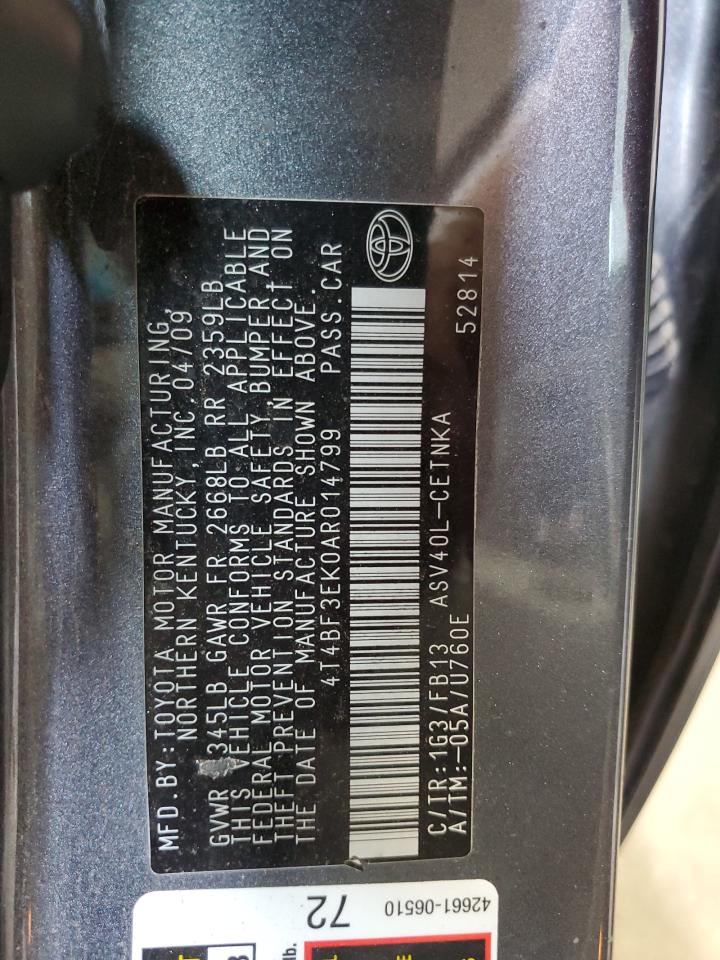 MFD.BY:TOYOTA MOTOR MANUFACTURING,
NORTHERN KENTUCKY, INC.04/09
GVWR 345LB GAWR FR 2668LB RR 2359LB
THIS VEHICLE CONFORMS TO ALL APPLICABLE
FEDERAL MOTOR VEHICLE SAFETY, BUMPER,AND
THEFT PREVENTION STANDARDS IN EFFECT ON
THE DATE OF MANUFACTURE SHOWN ABOVE.
4T4BF3EK0AR014799 PASS.CAR
C/TR:1G3/FB13 ASV40L-CETNKA
A/TM:-05A/U760E 52814
42661-06510
72
lb.